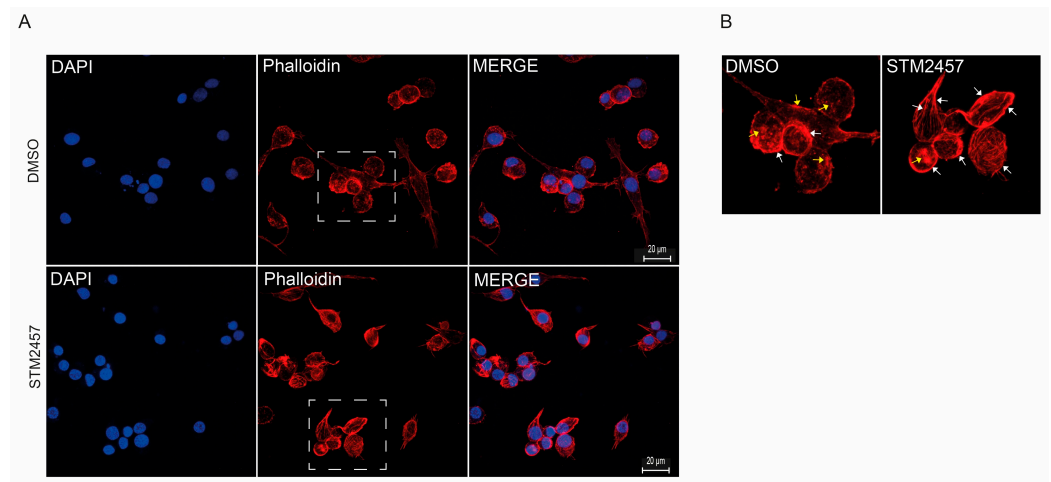 A
B
DAPI
Phalloidin
MERGE
DMSO
STM2457
DMSO
20 µm
DAPI
Phalloidin
MERGE
STM2457
20 µm